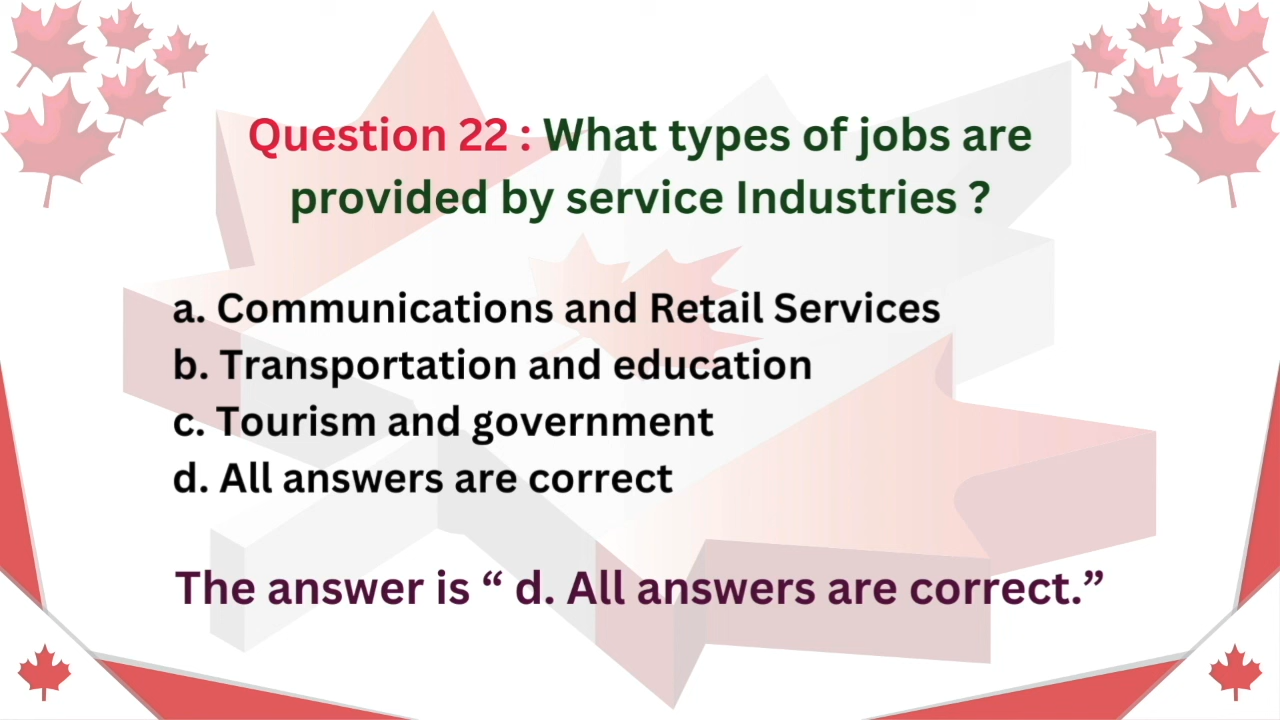 Question 22 : What types of jobs are
provided by service Industries ?
a. Communications and Retail Services
b. Transportation and education
c. Tourism and government
d. All answers are correct
The answer is “ d. All answers are correct.”